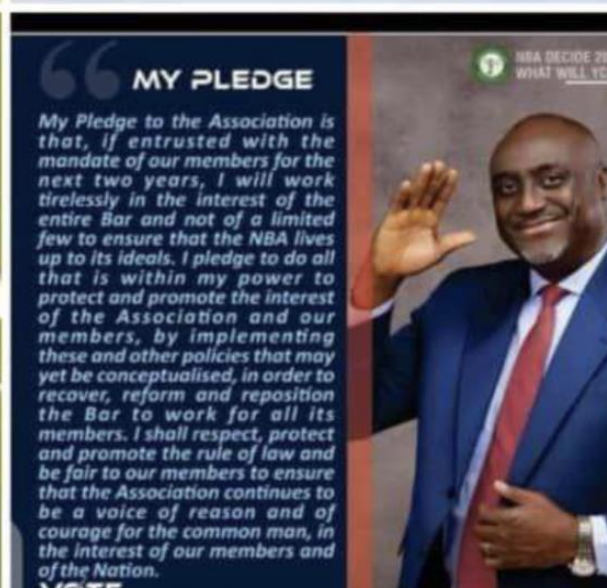 MY PLEDGE
My Pledge to the Association is
that, if entrusted with the
mandate of our members for the
next two years, I will work
tirelessly in the interest of the
entire Bar and not of a limited
few to ensure that the NBA lives
up to its ideals. I pledge to do all
that is within my power to
protect and promote the interest
of the Association and our
members, by implementing
these and other policies that may
yet be conceptualised, in order to
recover, reform and reposition
the Bar to work for all its
members. I shall respect, protect
and promote the rule of law and
be fair to our members to ensure
that the Association continues to
be a voice of reason and of
courage for the common man, in
the interest of our members and
of the Nation.
VOTE
NBA DECIDE
WHAT WILL